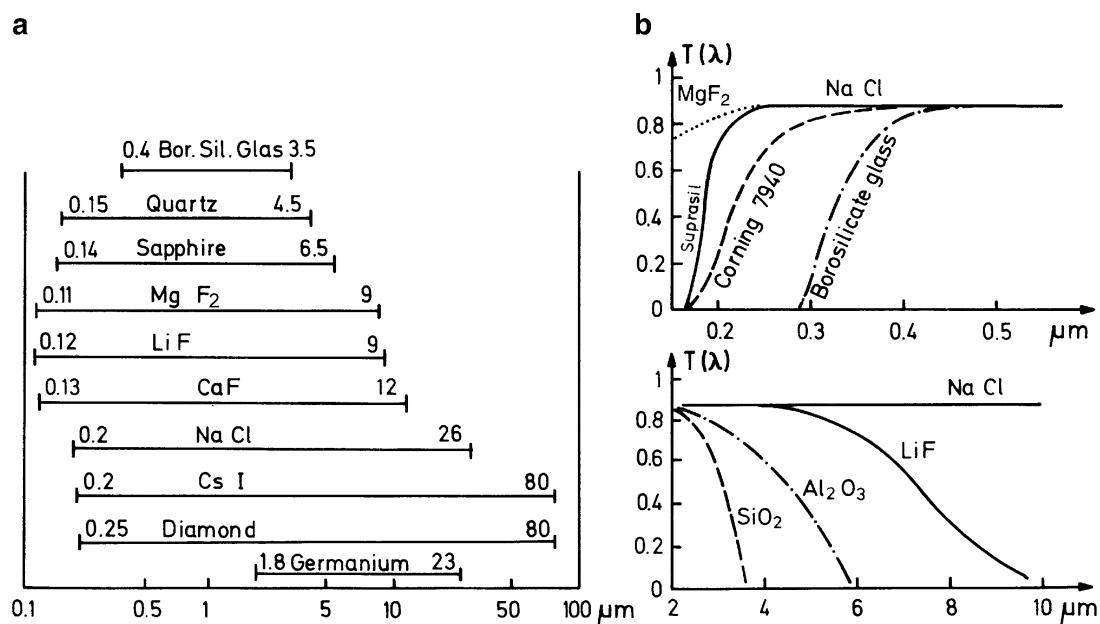 a
0.4 Bor. Sil. Glas 3.5
0.15 Quartz 4.5
0.14 Sapphire 6.5
0.11 Mg F2 9
0.12 Li F 9
0.13 Ca F 12
0.2 Na Cl 26
0.2 Cs I 80
0.25 Diamond 80
1.8 Germanium 23
0.1 0.5 1 5 10 50 100 μm
b
T(λ)
1
0.8
0.6
0.4
0.2
0
MgF2
Na Cl
Suprasil
Corning 7940
Borosilicate glass
0.2 0.3 0.4 0.5 μm
T(λ)
1
0.8
0.6
0.4
0.2
0
Na Cl
LiF
Al2O3
SiO2
2 4 6 8 10 μm